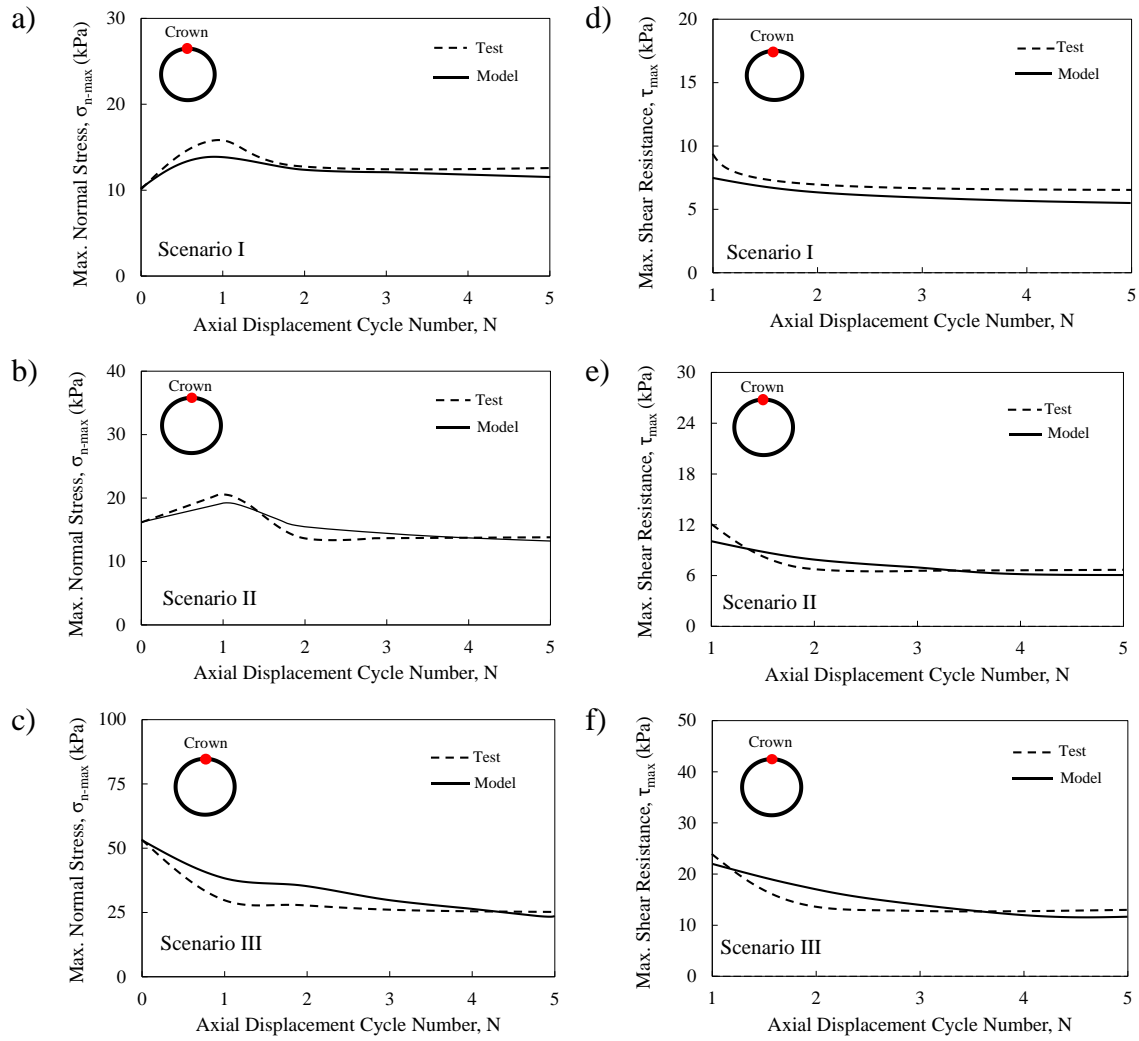 a)
Max. Normal Stress, σn-max (kPa)
30
20
10
0
Crown
Test
Model
Scenario I
0 1 2 3 4 5
Axial Displacement Cycle Number, N
d)
Max. Shear Resistance, τmax (kPa)
20
15
10
5
0
Crown
Test
Model
Scenario I
1 2 3 4 5
Axial Displacement Cycle Number, N
b)
Max. Normal Stress, σn-max (kPa)
40
30
20
10
0
Crown
Test
Model
Scenario II
0 1 2 3 4 5
Axial Displacement Cycle Number, N
e)
Max. Shear Resistance, τmax (kPa)
30
24
18
12
6
0
Crown
Test
Model
Scenario II
1 2 3 4 5
Axial Displacement Cycle Number, N
c)
Max. Normal Stress, σn-max (kPa)
100
75
50
25
0
Crown
Test
Model
Scenario III
0 1 2 3 4 5
Axial Displacement Cycle Number, N
f)
Max. Shear Resistance, τmax (kPa)
50
40
30
20
10
0
Crown
Test
Model
Scenario III
1 2 3 4 5
Axial Displacement Cycle Number, N